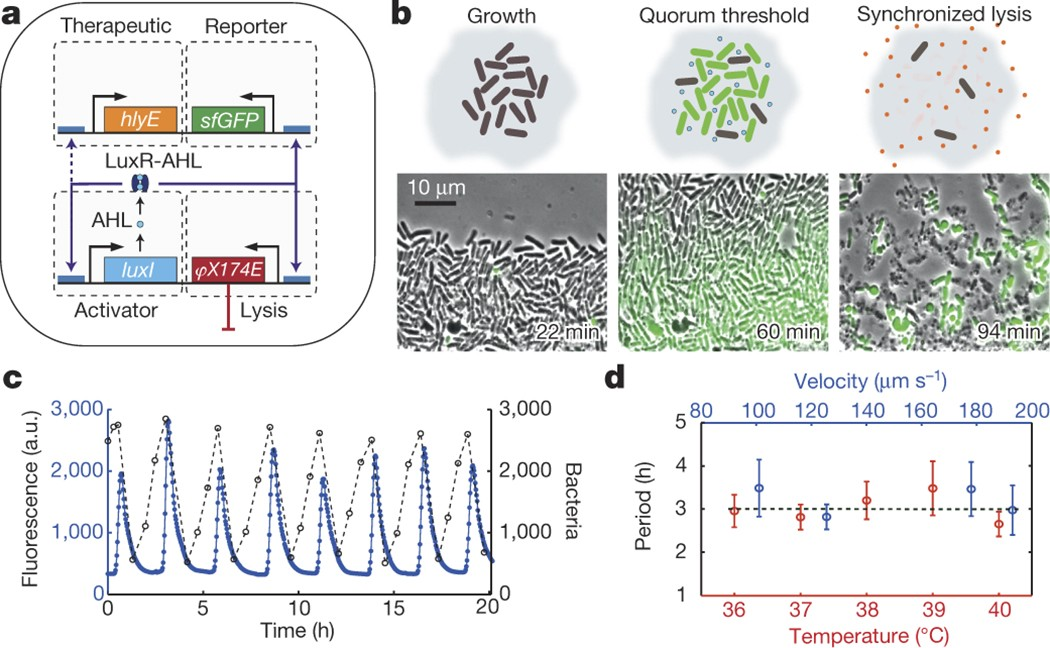 a
Therapeutic Reporter
hlyE sfGFP
LuxR-AHL
AHL
luxI φX174E
Activator Lysis
b
Growth Quorum threshold Synchronized lysis
10 μm
22 min 60 min 94 min
c
Fluorescence (a.u.)
3,000
2,000
1,000
0
3,000
2,000
1,000
0
Bacteria
0 5 10 15 20
Time (h)
d
Velocity (μm s⁻¹)
80 100 120 140 160 180 200
Period (h)
5
4
3
2
1
36 37 38 39 40
Temperature (°C)